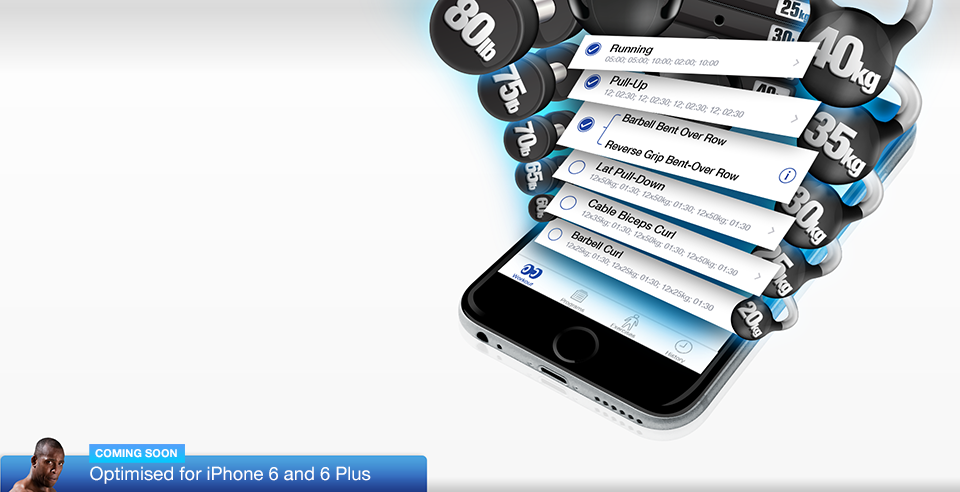 80lb
25kg
30k
40kg
75lb
Running
05:00; 05:00; 10:00; 02:00; 10:00
Pull-Up
12; 02:30; 12; 02:30; 12; 02:30; 12; 02:30
70lb
Barbell Bent Over Row
Reverse Grip Bent-Over Row
35kg
65lb
Lat Pull-Down
12x50kg; 01:30; 12x50kg; 01:30; 12x50kg; 01:30
30kg
60lb
Cable Biceps Curl
12x35kg; 01:30; 12x50kg; 01:30; 12x50kg; 01:30
Barbell Curl
12x25kg; 01:30; 12x25kg; 01:30; 12x25kg; 01:30
20kg
Workout
Programs
Exercises
History
COMING SOON
Optimised for iPhone 6 and 6 Plus